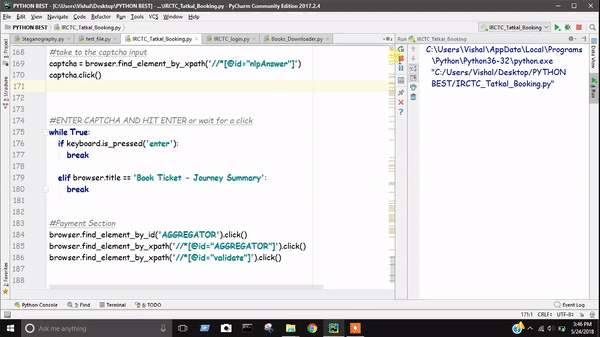 PYTHON BEST - [C:\Users\Vishal\Desktop\PYTHON BEST] - ...\IRCTC_Tatkal_Booking.py - PyCharm Community Edition 2017.2.4
File Edit View Navigate Code Refactor Run Tools VCS Window Help
PYTHON BEST IRCTC_Tatkal_Booking.py
IRCTC_Tatkal_Booking
Steganography.py test_file.py IRCTC_Tatkal_Booking.py IRCTC_login.py Bookz_Downloader.py
Run IRCTC_Tatkal_Booking
168 #take to the captcha input
169 captcha = browser.find_element_by_xpath('//*[@id="nlpAnswer"]')
170 captcha.click()
171
172
173
174 #ENTER CAPTCHA AND HIT ENTER or wait for a click
175 while True:
176 if keyboard.is_pressed('enter'):
177 break
178
179 elif browser.title == 'Book Ticket - Journey Summary':
180 break
181
182
183 #Payment Section
184 browser.find_element_by_id('AGGREGATOR').click()
185 browser.find_element_by_xpath('//*[@id="AGGREGATOR"]').click()
186 browser.find_element_by_xpath('//*[@id="validate"]').click()
187
188
C:\Users\Vishal\AppData\Local\Programs
\Python\Python36-32\python.exe
"C:/Users/Vishal/Desktop/PYTHON
BEST/IRCTC_Tatkal_Booking.py"
1: Project
Structure
2: Favorites
4: Run
Python Console 3: Find Terminal 6: TODO
Event Log
171:1 CRLF÷ UTF-8÷
Ask me anything
3:46 PM
5/24/2018